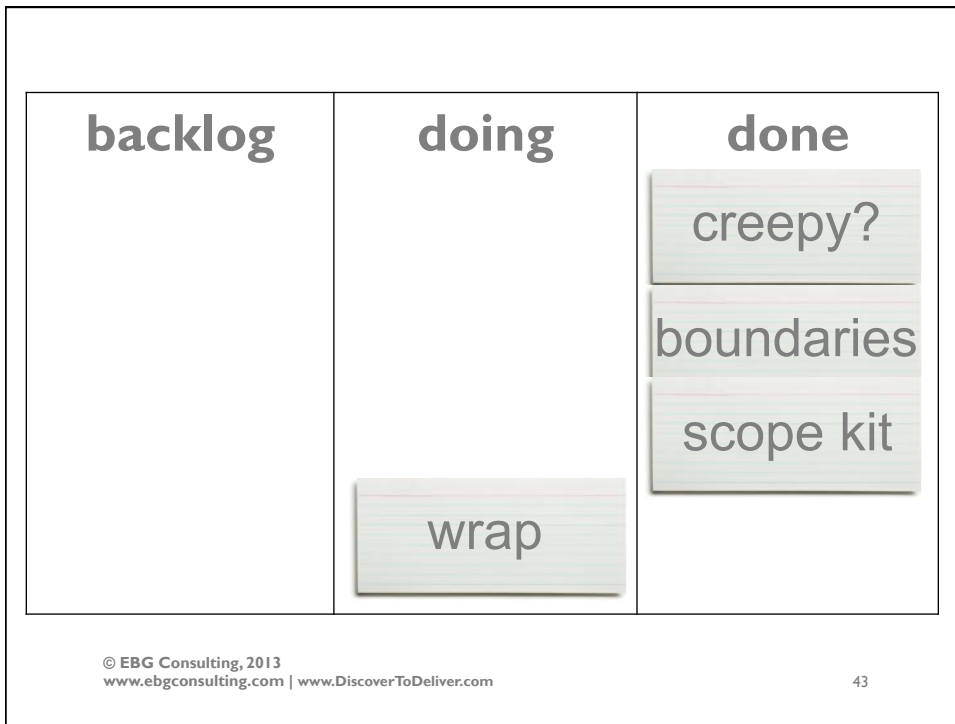 backlog
doing
done
creepy?
boundaries
scope kit
wrap
© EBG Consulting, 2013
www.ebgconsulting.com | www.DiscoverToDeliver.com
43